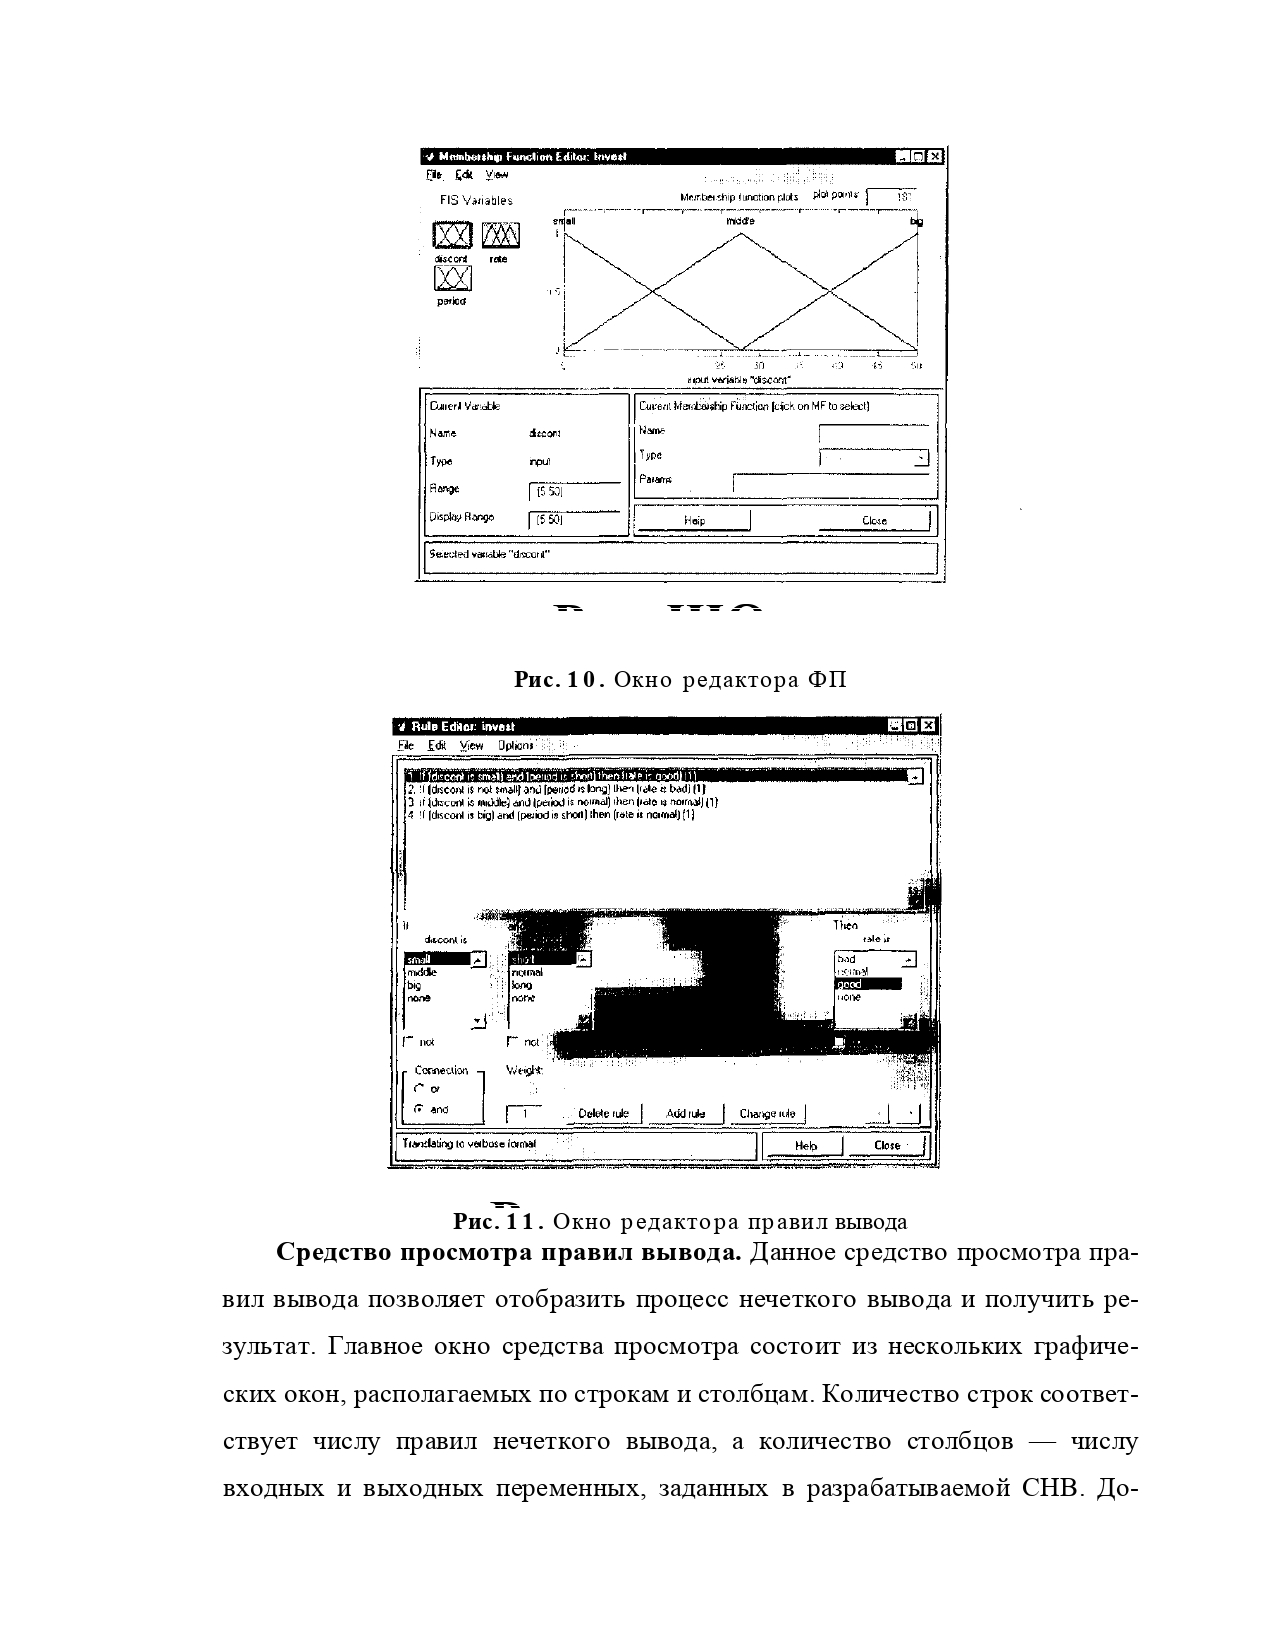 Membership Function Editor: Invest
File Edit View
FIS Variables
Membership function plots plot points: 181
small middle big
discont rate
period
input variable "discont"
Current Variable
Name discont
Type input
Range [5 50]
Display Range [5 50]
Current Membership Function (click on MF to select)
Name
Type
Params
Help Close
Selected variable "discont"
Рис. 10. Окно редактора ФП
Rule Editor: invest
File Edit View Options
1. If (discont is small) and (period is short) then (rate is good) (1)
2. If (discont is not small) and (period is long) then (rate is bad) (1)
3. If (discont is middle) and (period is normal) then (rate is normal) (1)
4. If (discont is big) and (period is short) then (rate is normal) (1)
If and Then
discont is rate is
small short bad
middle normal normal
big long good
none none none
not not
Connection Weight:
or
and 1 Delete rule Add rule Change rule
Translating to verbose format Help Close
Рис. 11. Окно редактора правил вывода
Средство просмотра правил вывода. Данное средство просмотра пра-
вил вывода позволяет отобразить процесс нечеткого вывода и получить ре-
зультат. Главное окно средства просмотра состоит из нескольких графиче-
ских окон, располагаемых по строкам и столбцам. Количество строк соответ-
ствует числу правил нечеткого вывода, а количество столбцов — числу
входных и выходных переменных, заданных в разрабатываемой СНВ. До-